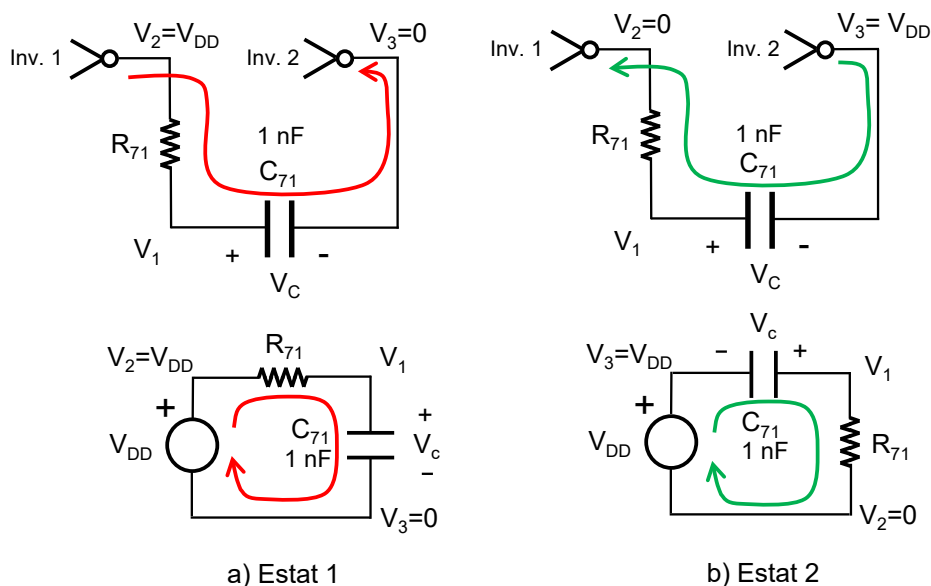 V2=VDD
V3=0
Inv. 1
Inv. 2
R71
1 nF
C71
V1
+
-
VC
V2=0
V3= VDD
Inv. 1
Inv. 2
R71
1 nF
C71
V1
+
-
VC
R71
V2=VDD
V1
+
VDD
C71
1 nF
+
Vc
−
V3=0
a) Estat 1
Vc
V3=VDD
−
+
V1
+
VDD
C71
1 nF
R71
V2=0
b) Estat 2